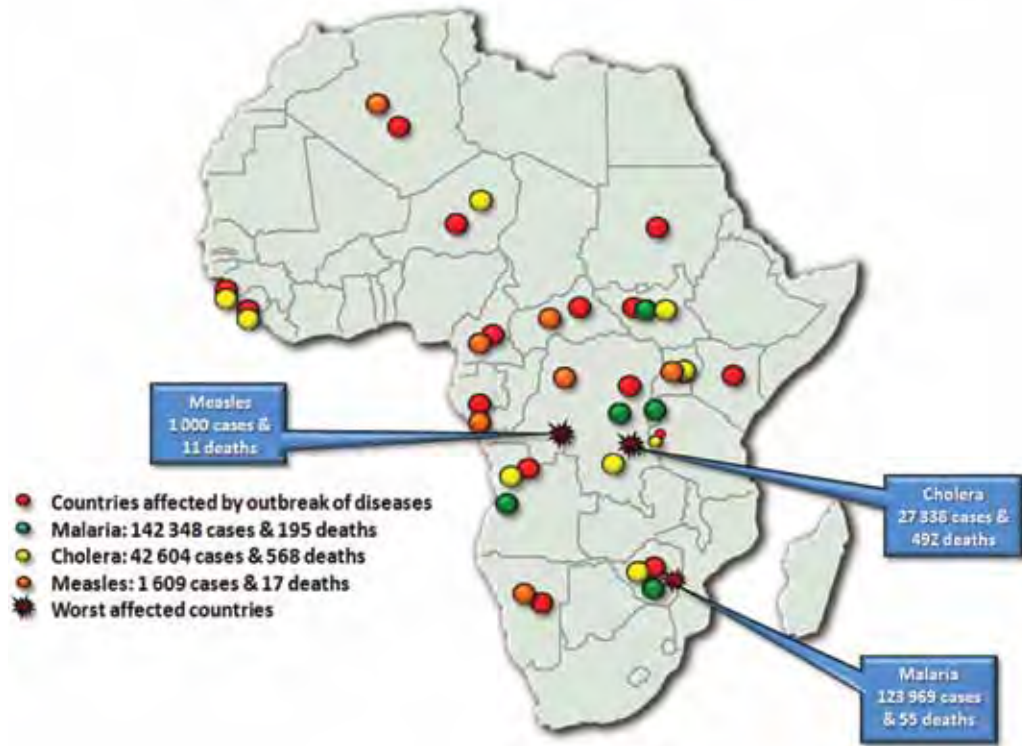 Measles
1 000 cases &
11 deaths
Countries affected by outbreak of diseases
Malaria: 142 348 cases & 195 deaths
Cholera: 42 604 cases & 568 deaths
Measles: 1 609 cases & 17 deaths
Worst affected countries
Cholera
27 338 cases &
492 deaths
Malaria
123 969 cases
& 55 deaths